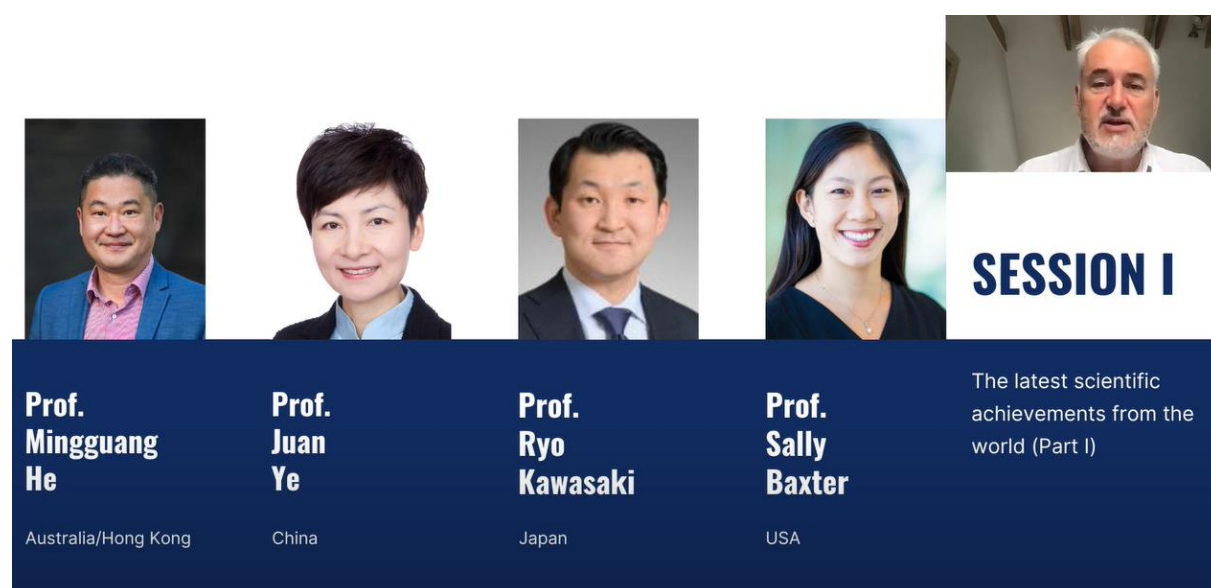 Prof.
Mingguang
He
Australia/Hong Kong
Prof.
Juan
Ye
China
Prof.
Ryo
Kawasaki
Japan
Prof.
Sally
Baxter
USA
SESSION I
The latest scientific
achievements from the
world (Part I)